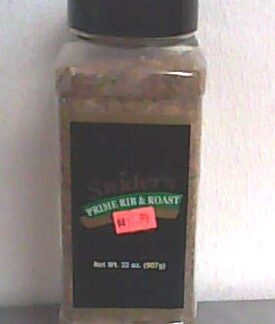 Snider's
PRIME RIB & ROAST
Net Wt. 32 oz. (907g)